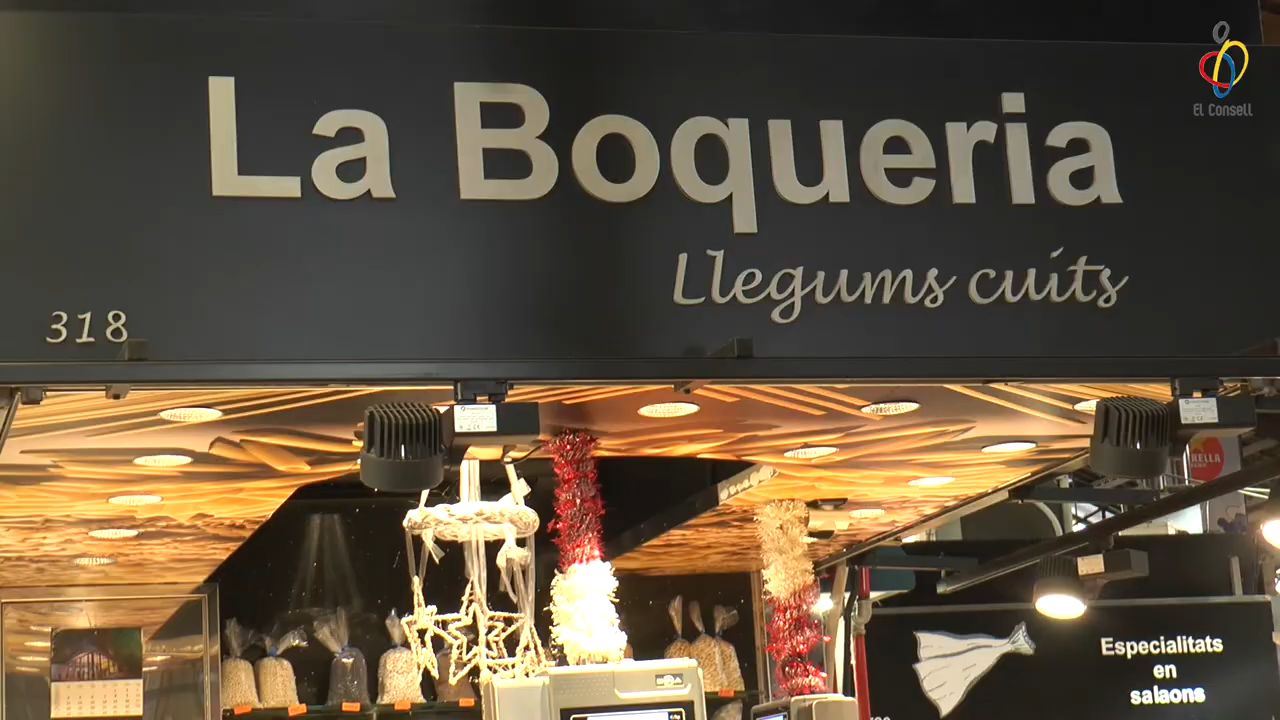 La Boqueria
Llegums cuits
318
El Consell
Especialitats
en
salaons